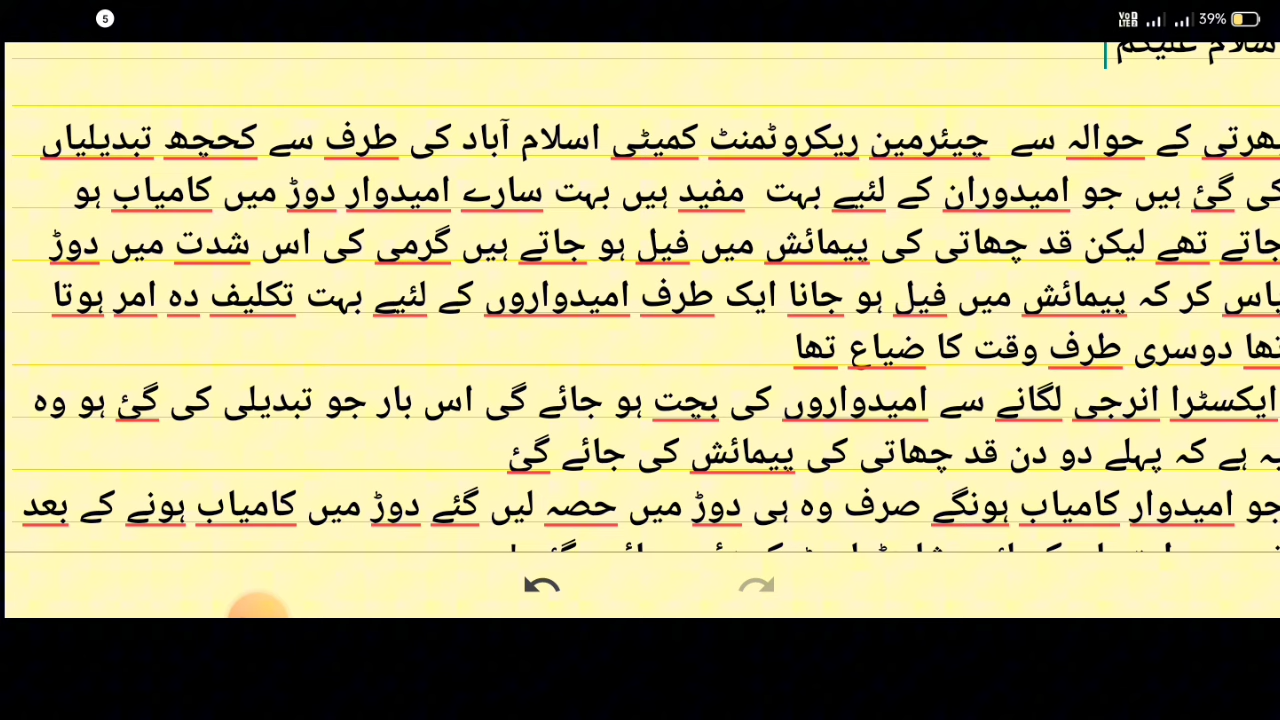 5
39%
سلام علیکم
بھرتی کے حوالہ سے چیئرمین ریکروٹمنٹ کمیٹی اسلام آباد کی طرف سے کحچھ تبدیلیاں
کی گئ ہیں جو امیدوران کے لئیے بہت مفید ہیں بہت سارے امیدوار دوڑ میں کامیاب ہو
جاتے تھے لیکن قد چھاتی کی پیمائش میں فیل ہو جاتے ہیں گرمی کی اس شدت میں دوڑ
پاس کر کہ پیمائش میں فیل ہو جانا ایک طرف امیدواروں کے لئیے بہت تکلیف دہ امر ہوتا
تھا دوسری طرف وقت کا ضیاع تھا
ایکسٹرا انرجی لگانے سے امیدواروں کی بچت ہو جائے گی اس بار جو تبدیلی کی گئ ہو وہ
یہ ہے کہ پہلے دو دن قد چھاتی کی پیمائش کی جائے گئ
جو امیدوار کامیاب ہونگے صرف وہ ہی دوڑ میں حصہ لیں گئے دوڑ میں کامیاب ہونے کے بعد